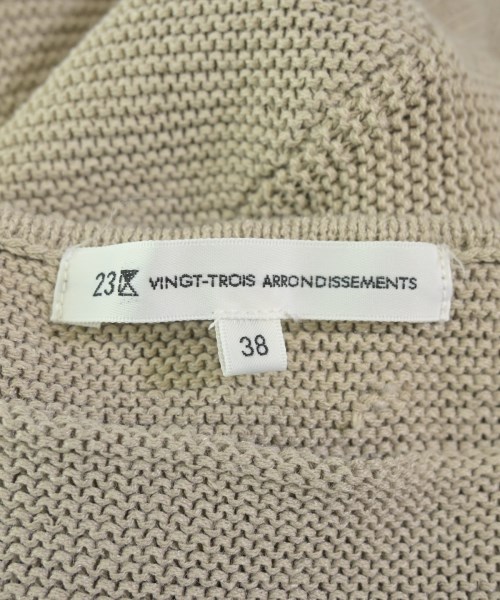 23区 VINGT-TROIS ARRONDISSEMENTS
38